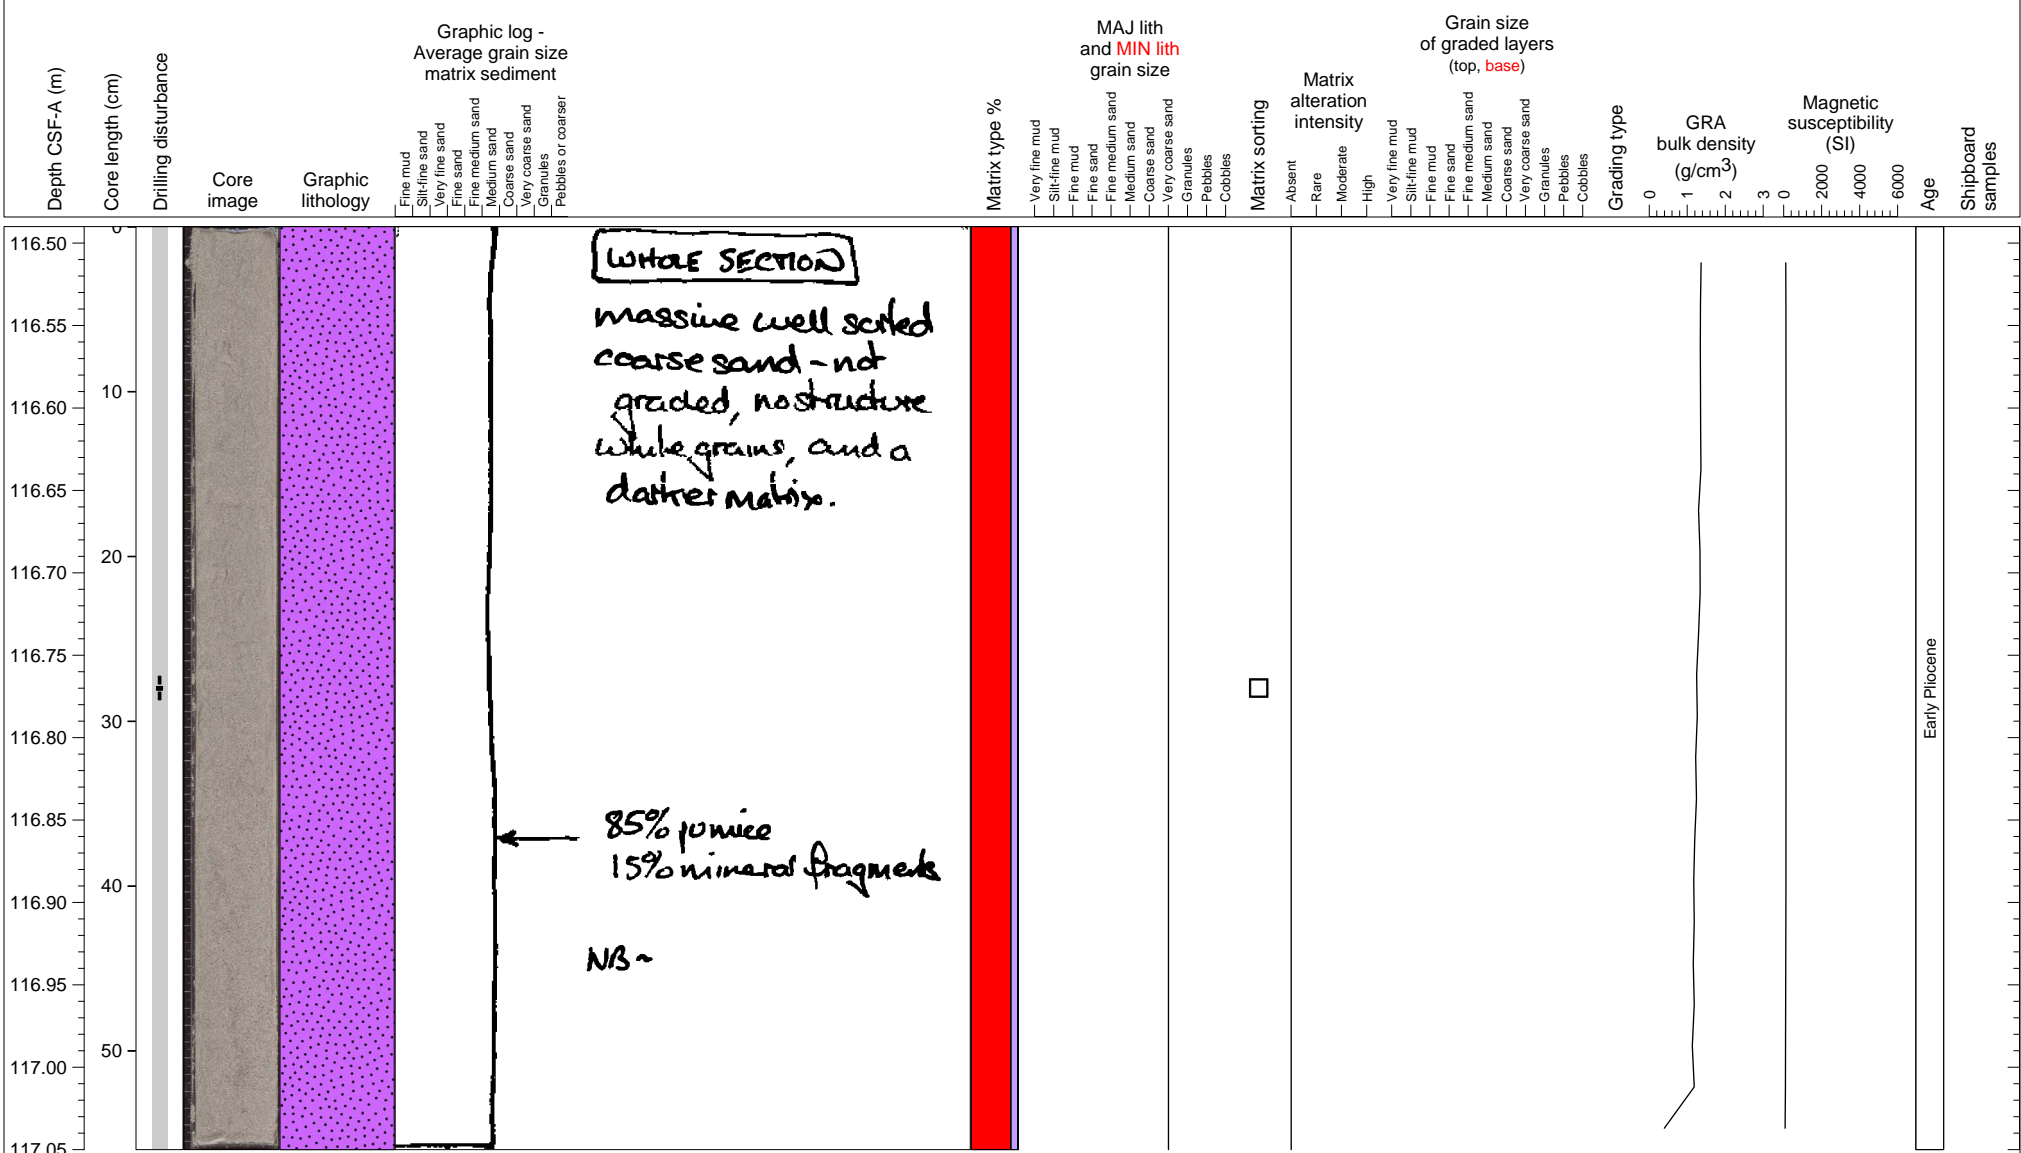 Depth CSF-A (m)
Core length (cm)
Drilling disturbance
Core
image
Graphic
lithology
Graphic log -
Average grain size
matrix sediment
Fine mud
Silt-fine sand
Very fine sand
Fine sand
Fine medium sand
Medium sand
Coarse sand
Very coarse sand
Granules
Pebbles or coarser
Matrix type %
MAJ lith
and MIN lith
grain size
Very fine mud
Silt-fine mud
Fine mud
Fine sand
Fine medium sand
Medium sand
Coarse sand
Very coarse sand
Granules
Pebbles
Cobbles
Matrix sorting
Matrix
alteration
intensity
Absent
Rare
Moderate
High
Grain size
of graded layers
(top, base)
Very fine mud
Silt-fine mud
Fine mud
Fine sand
Fine medium sand
Medium sand
Coarse sand
Very coarse sand
Granules
Pebbles
Cobbles
Grading type
GRA
bulk density
(g/cm3)
0 1 2 3
Magnetic
susceptibility
(SI)
0 2000 4000 6000
Age
Shipboard
samples
116.50
116.55
116.60
116.65
116.70
116.75
116.80
116.85
116.90
116.95
117.00
117.05
0
10
20
30
40
50
WHOLE SECTION
massive well sorted
coarse sand - not
graded, no structure
white grains, and a
darker matrix.
85% pumice
15% mineral fragments
NB~
Early Pliocene